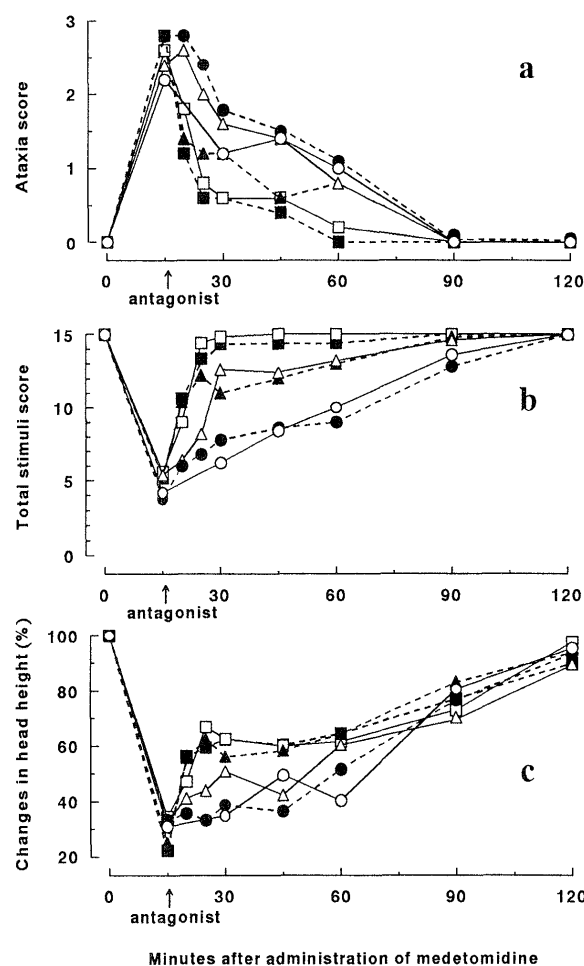 3
2
1
0
Ataxia score
a
0 30 60 90 120
↑
antagonist
15
10
5
0
Total stimuli score
b
0 30 60 90 120
↑
antagonist
100
80
60
40
20
Changes in head height (%)
c
0 30 60 90 120
↑
antagonist
Minutes after administration of medetomidine